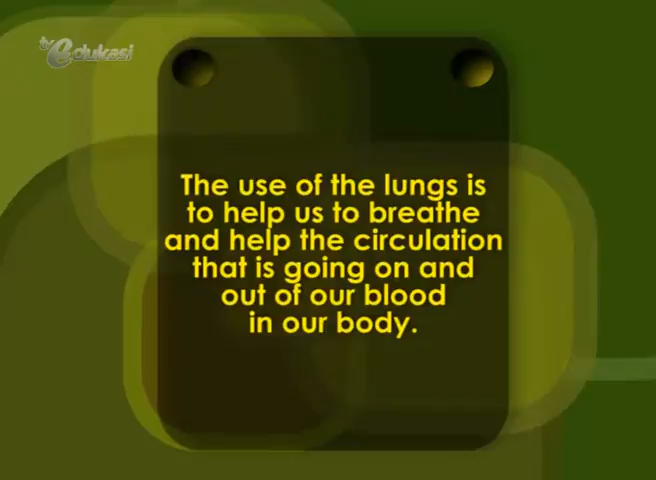 tv edukasi
The use of the lungs is
to help us to breathe
and help the circulation
that is going on and
out of our blood
in our body.